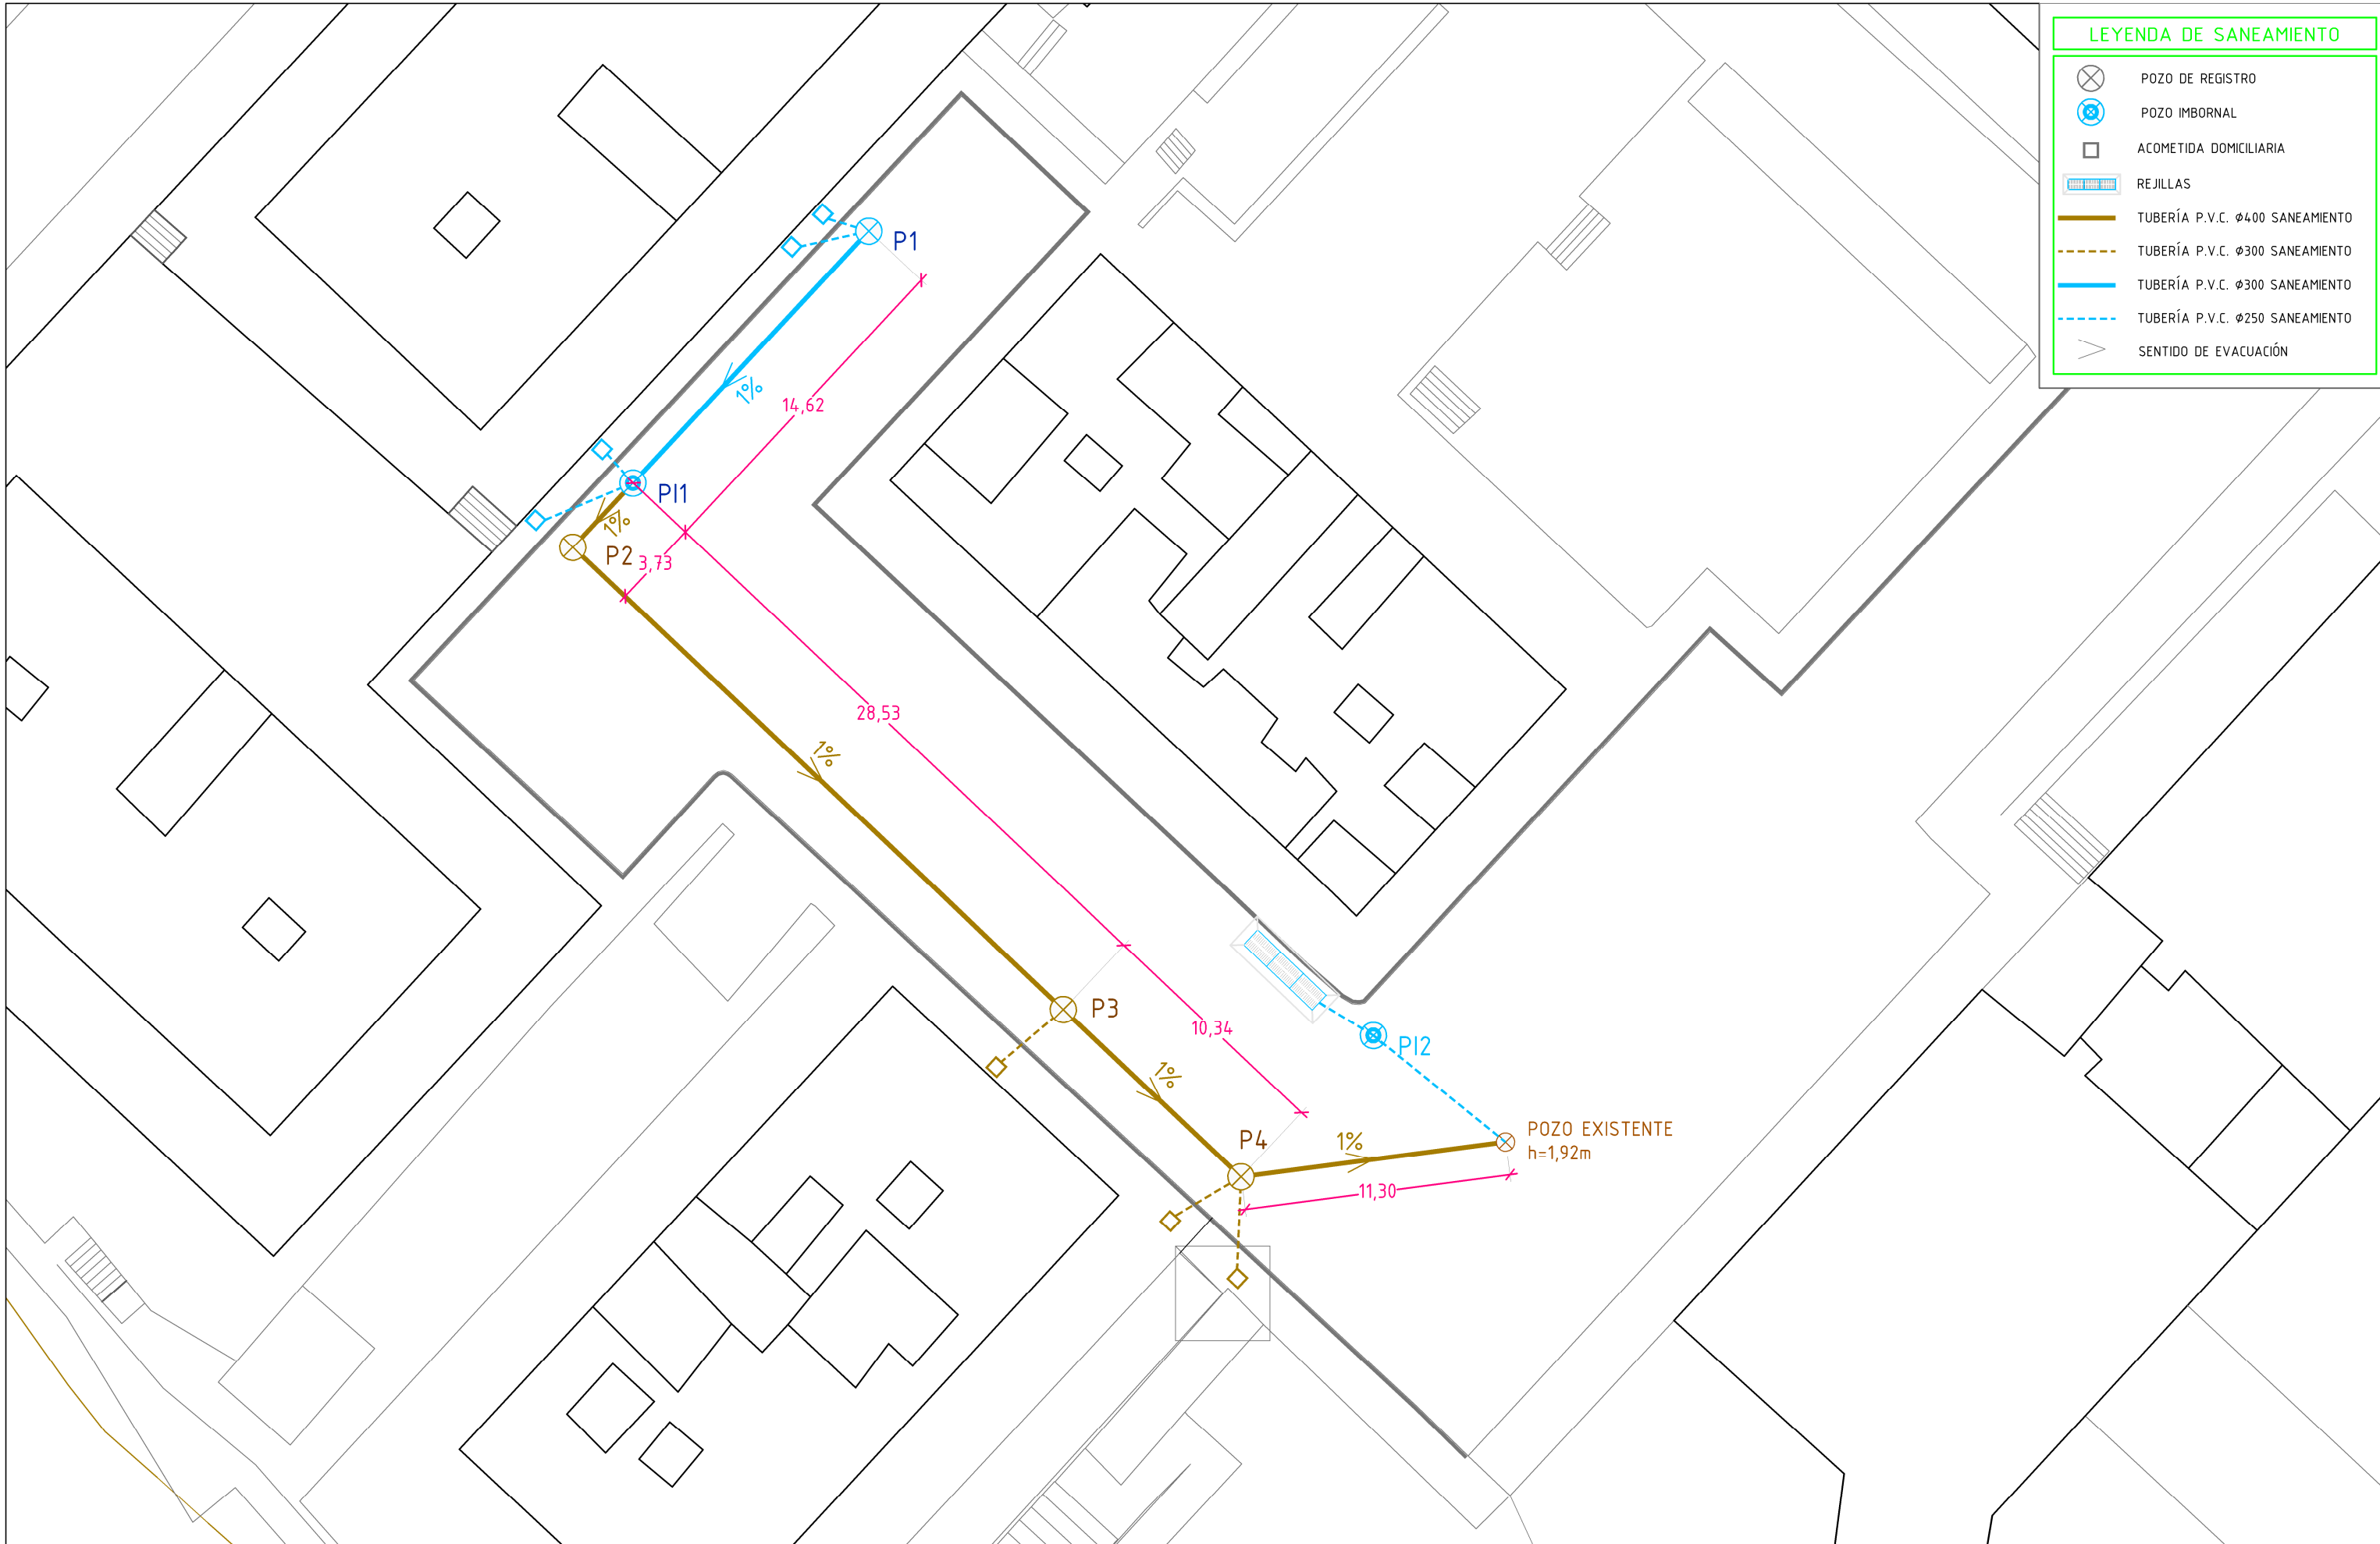 LEYENDA DE SANEAMIENTO
POZO DE REGISTRO
POZO IMBORNAL
ACOMETIDA DOMICILIARIA
REJILLAS
TUBERÍA P.V.C. Ø400 SANEAMIENTO
TUBERÍA P.V.C. Ø300 SANEAMIENTO
TUBERÍA P.V.C. Ø300 SANEAMIENTO
TUBERÍA P.V.C. Ø250 SANEAMIENTO
SENTIDO DE EVACUACIÓN
P1
1%
14,62
PI1
1%
P2
3,73
28,53
1%
P3
10,34
PI2
1%
P4
1%
POZO EXISTENTE
h=1,92m
11,30